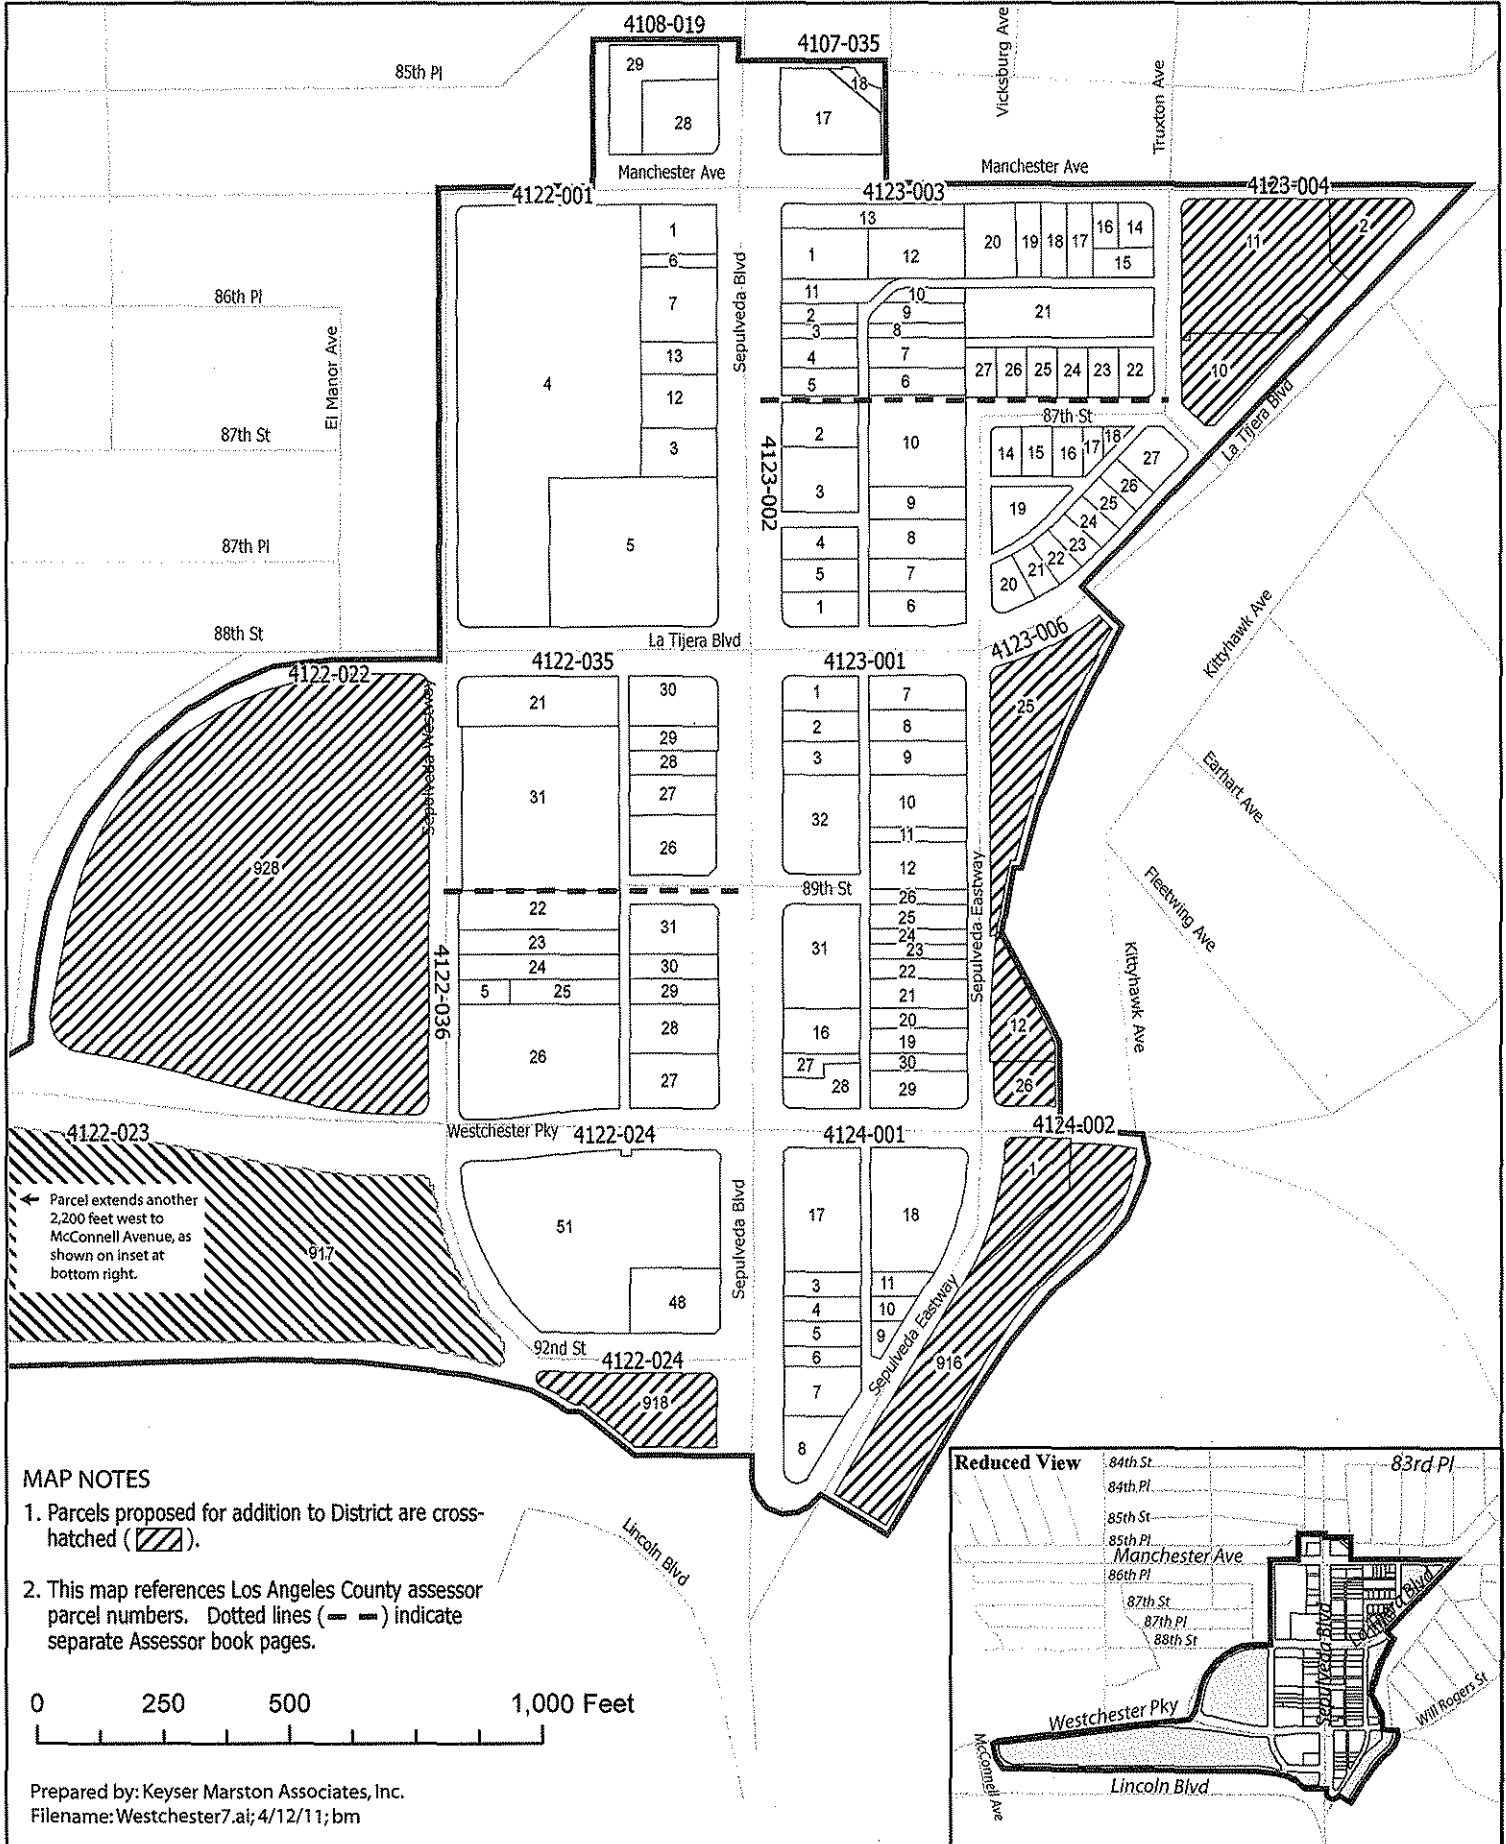 4108-019
4107-035
85th Pl
Vicksburg Ave
Truxton Ave
29
28
18
17
Manchester Ave
Manchester Ave
4122-001
4123-003
4123-004
1
6
7
13
12
3
4
5
Sepulveda Blvd
13
1
12
20
19
18
17
16
14
15
11
10
2
9
3
8
21
4
7
5
6
27
26
25
24
23
22
11
2
10
86th Pl
El Manor Ave
87th St
87th Pl
88th St
87th St
La Tijera Blvd
4123-002
2
10
3
9
4
8
5
7
1
6
14
15
16
17
18
19
27
26
25
24
23
22
21
20
La Tijera Blvd
4123-006
4122-022
4122-035
4123-001
Sepulveda Westway
928
21
30
29
28
31
27
26
1
7
2
8
3
9
10
32
11
12
25
Kittyhawk Ave
Earhart Ave
Fleetwing Ave
Kittyhawk Ave
89th St
Sepulveda Eastway
4122-036
22
23
24
5
25
26
31
30
29
28
27
31
16
27
28
26
25
24
23
22
21
20
19
30
29
12
26
4122-023
Westchester Pky
4122-024
4124-001
4124-002
← Parcel extends another
2,200 feet west to
McConnell Avenue, as
shown on inset at
bottom right.
917
51
48
Sepulveda Blvd
17
18
3
11
4
10
5
9
6
7
8
1
Sepulveda Eastway
916
92nd St
4122-024
918
Lincoln Blvd
MAP NOTES
1. Parcels proposed for addition to District are cross-
hatched ( ).
2. This map references Los Angeles County assessor
parcel numbers. Dotted lines (– –) indicate
separate Assessor book pages.
0 250 500 1,000 Feet
Prepared by: Keyser Marston Associates, Inc.
Filename: Westchester7.ai; 4/12/11; bm
Reduced View
84th St
83rd Pl
84th Pl
85th St
85th Pl
Manchester Ave
86th Pl
87th St
87th Pl
88th St
La Tijera Blvd
Sepulveda Blvd
Will Rogers St
Westchester Pky
McConnell Ave
Lincoln Blvd